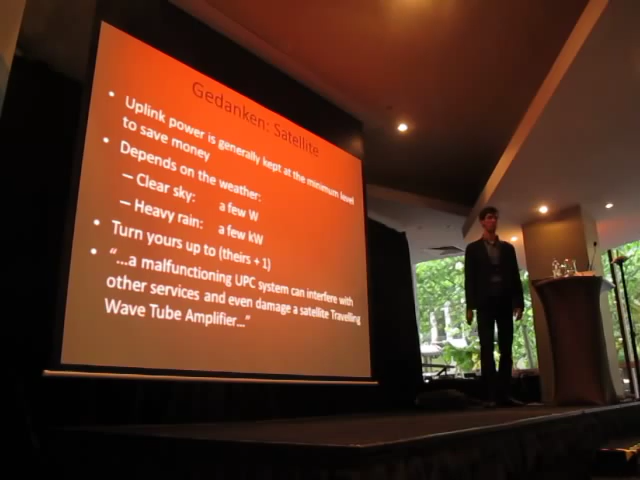 Gedanken: Satellite
• Uplink power is generally kept at the minimum level
to save money
• Depends on the weather:
– Clear sky: a few W
– Heavy rain: a few kW
• Turn yours up to (theirs + 1)
• “...a malfunctioning UPC system can interfere with
other services and even damage a satellite Travelling
Wave Tube Amplifier...”